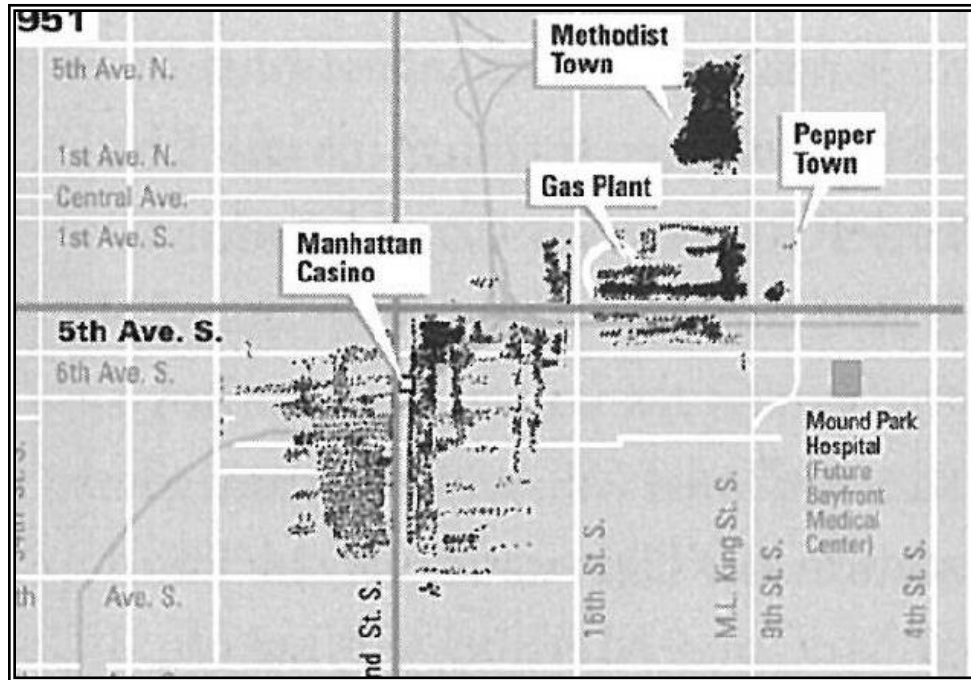 951
5th Ave. N.
1st Ave. N.
Central Ave.
1st Ave. S.
5th Ave. S.
6th Ave. S.
Ave. S.
Methodist
Town
Pepper
Town
Gas Plant
Manhattan
Casino
Mound Park
Hospital
(Future
Bayfront
Medical
Center)
nd St. S.
16th St. S.
M.L. King St. S.
9th St. S.
4th St. S.